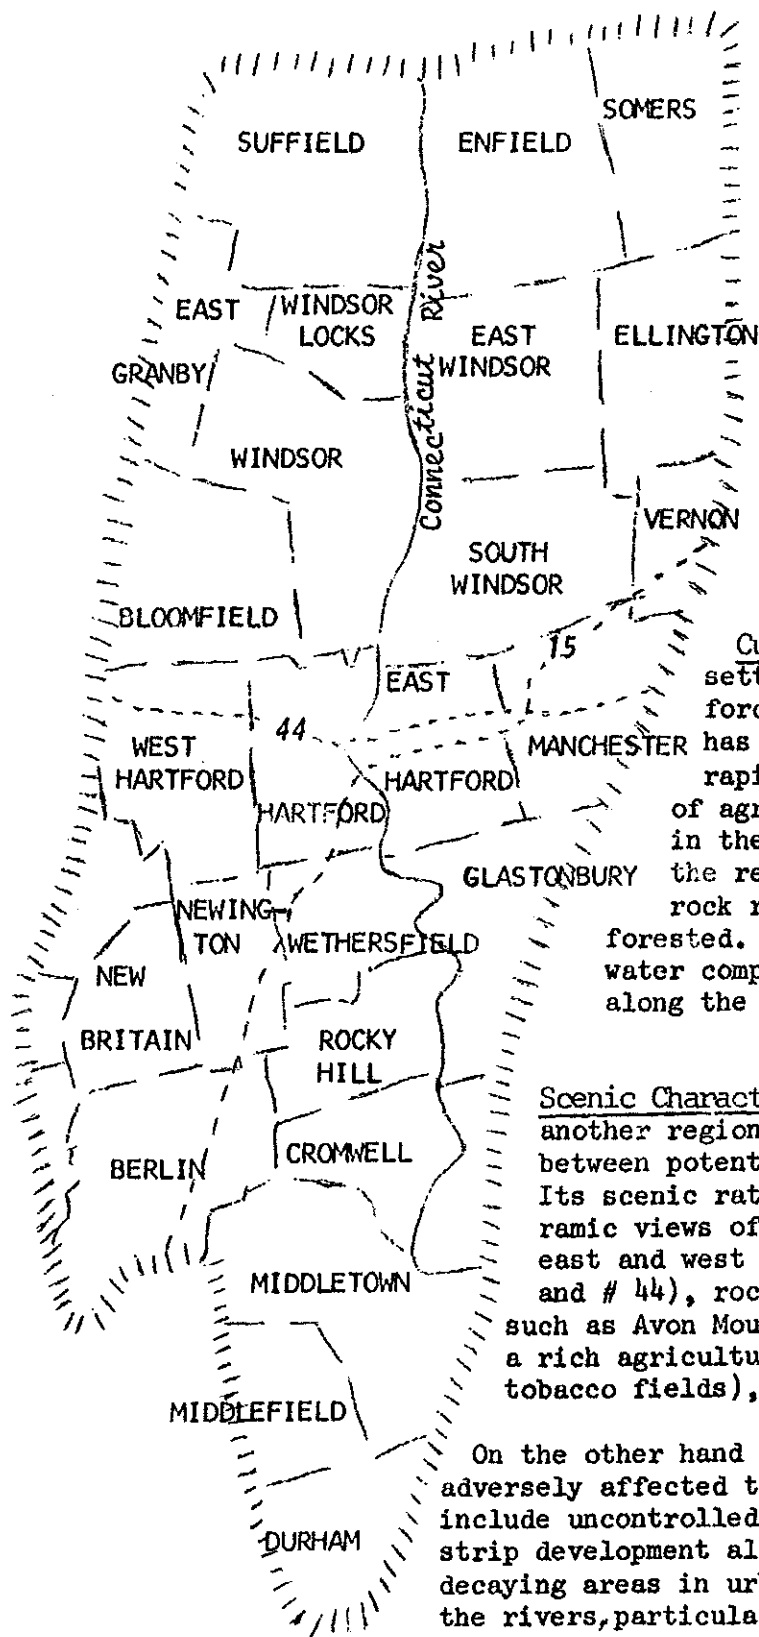 SOMERS
SUFFIELD ENFIELD
Connecticut River
EAST GRANBY
WINDSOR LOCKS
EAST WINDSOR
ELLINGTON
WINDSOR
VERNON
SOUTH WINDSOR
BLOOMFIELD
15
EAST HARTFORD
44
WEST HARTFORD
MANCHESTER
HARTFORD
GLASTONBURY
NEWING-
TON
WETHERSFIELD
NEW BRITAIN
ROCKY HILL
BERLIN
CROMWELL
MIDDLETOWN
MIDDLEFIELD
DURHAM
sett
forc
has
rapi
of agr
in the
the re
rock r
forested.
water comp
along the
Scenic Charact
another region
between potent
Its scenic rat
ramic views of
east and west
and # 44), roc
such as Avon Mou
a rich agricultu
tobacco fields),
On the other hand
adversely affected t
include uncontrolled
strip development al
decaying areas in ur
the rivers, particula